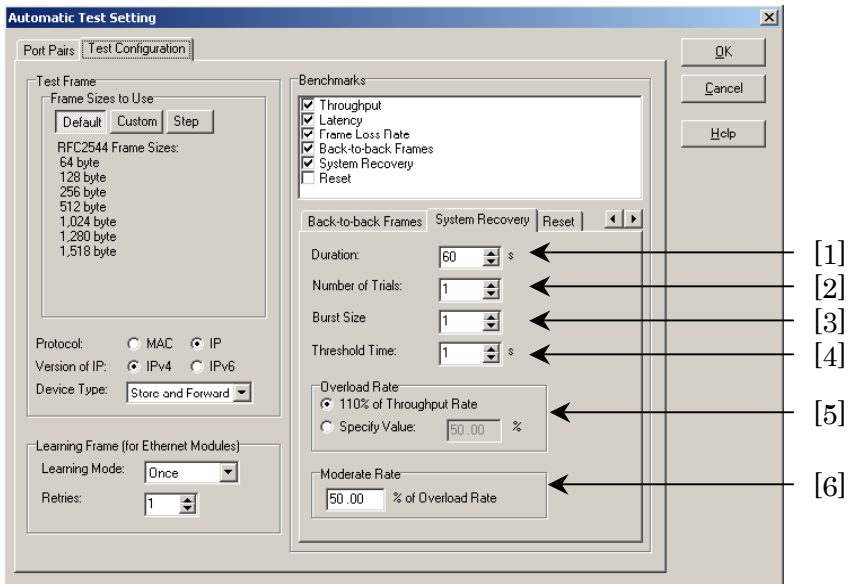 Automatic Test Setting
Port Pairs
Test Configuration
OK
Cancel
Help
Test Frame
Frame Sizes to Use
Default
Custom
Step
RFC2544 Frame Sizes:
64 byte
128 byte
256 byte
512 byte
1,024 byte
1,280 byte
1,518 byte
Protocol:
MAC
IP
Version of IP:
IPv4
IPv6
Device Type:
Store and Forward
Learning Frame (for Ethernet Modules)
Learning Mode:
Once
Retries:
1
Benchmarks
Throughput
Latency
Frame Loss Rate
Back-to-back Frames
System Recovery
Reset
Back-to-back Frames
System Recovery
Reset
Duration:
60
s
[1]
Number of Trials:
1
[2]
Burst Size
1
[3]
Threshold Time:
1
s
[4]
Overload Rate
110% of Throughput Rate
Specify Value:
50.00
%
[5]
Moderate Rate
50.00
% of Overload Rate
[6]